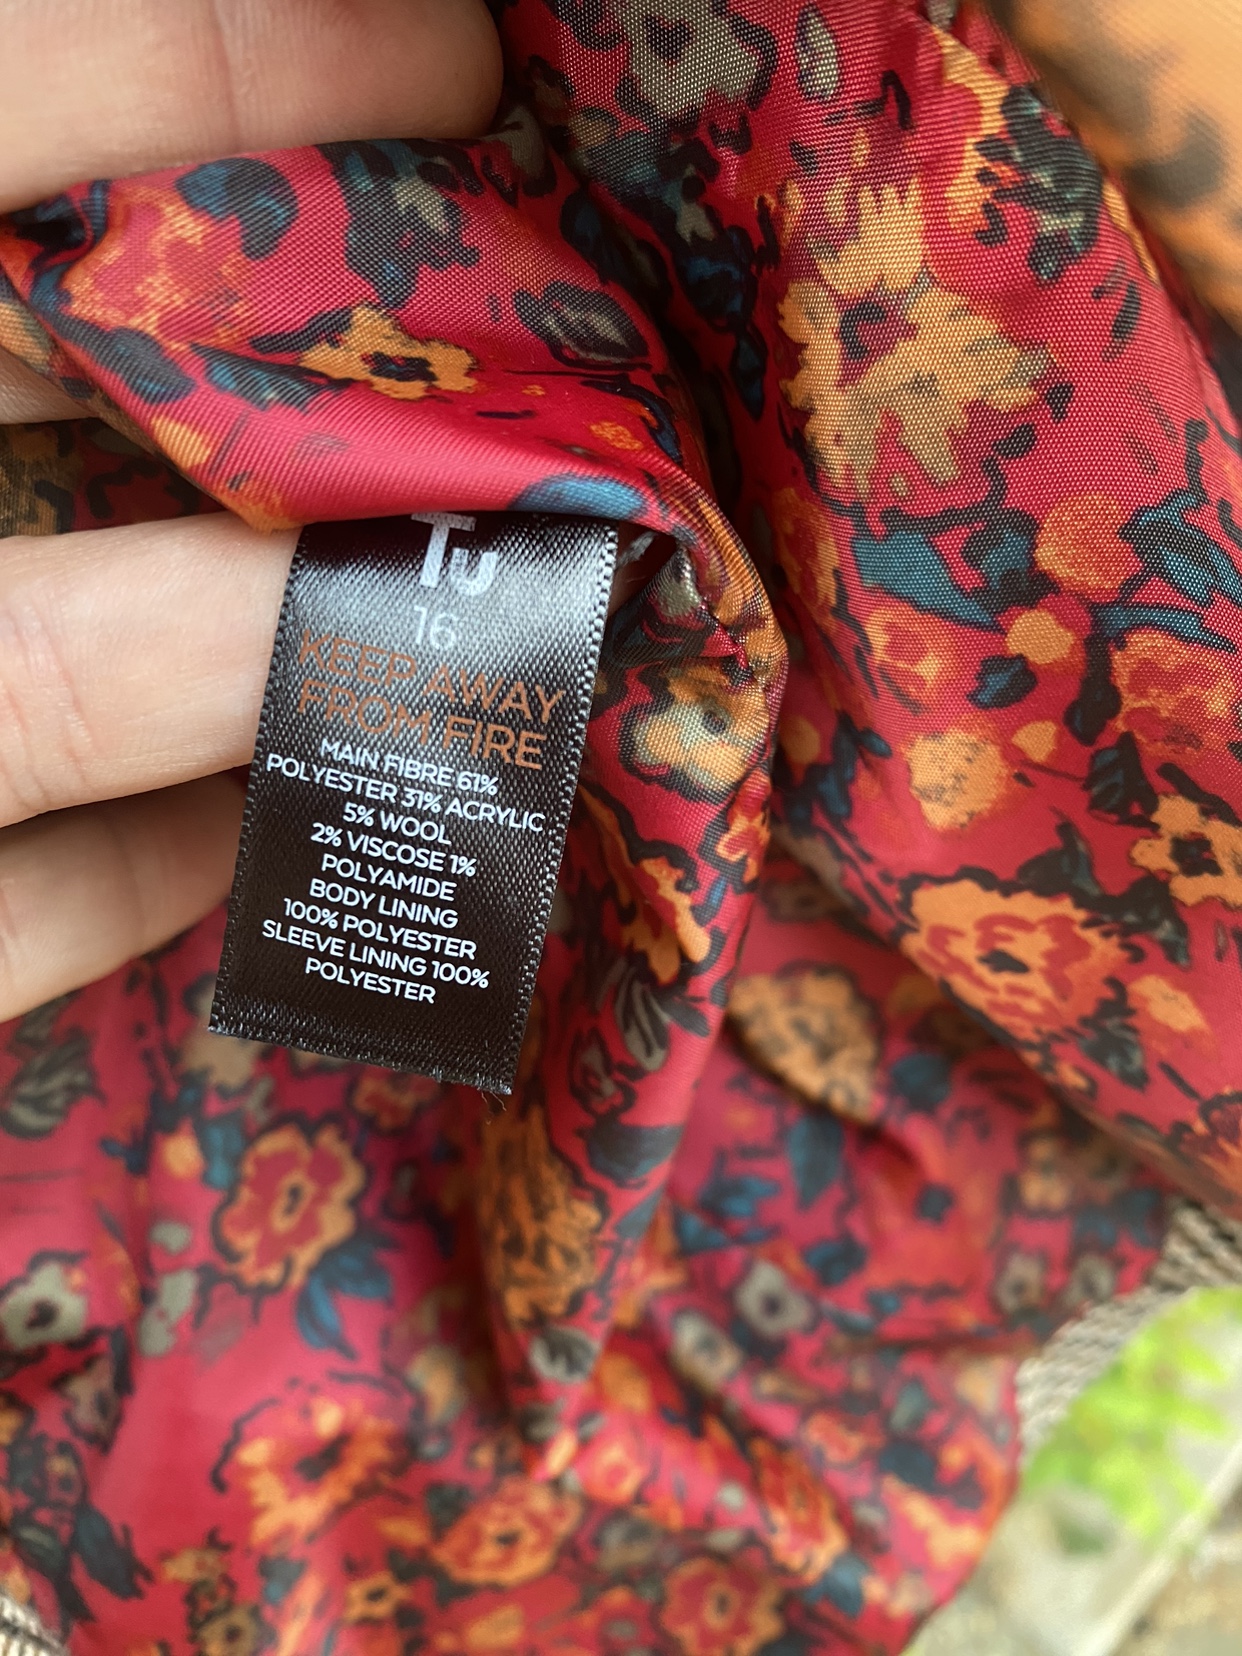 Tu
16
KEEP AWAY
FROM FIRE
MAIN FIBRE 61%
POLYESTER 31% ACRYLIC
5% WOOL
2% VISCOSE 1%
POLYAMIDE
BODY LINING
100% POLYESTER
SLEEVE LINING 100%
POLYESTER